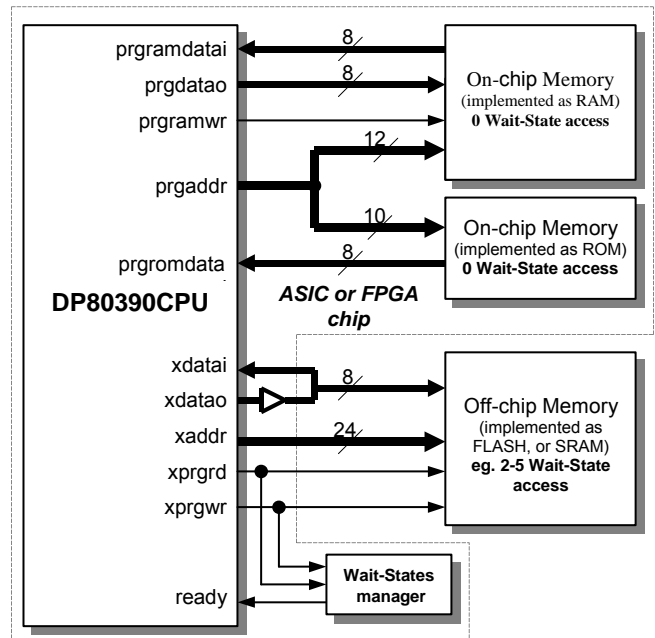 prgramdatai
8
prgdatao
8
prgramwr
On-chip Memory
(implemented as RAM)
0 Wait-State access
12
prgaddr
10
On-chip Memory
(implemented as ROM)
0 Wait-State access
prgromdata
8
DP80390CPU
ASIC or FPGA
chip
xdatai
8
xdatao
xaddr
24
xprgrd
xprgwr
Off-chip Memory
(implemented as
FLASH, or SRAM)
eg. 2-5 Wait-State
access
Wait-States
manager
ready